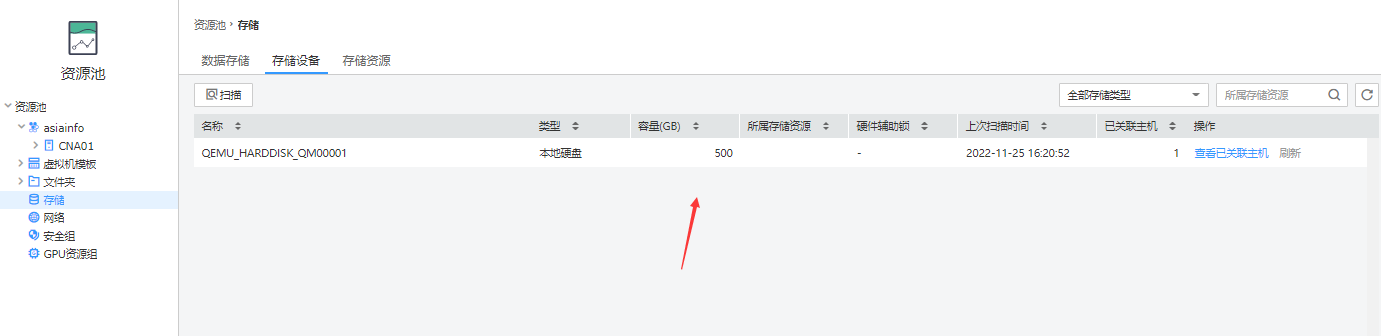 资源池
资源池
asiainfo
CNA01
虚拟机模板
文件夹
存储
网络
安全组
GPU资源组
资源池 › 存储
数据存储 存储设备 存储资源
扫描 全部存储类型 所属存储资源
名称 类型 容量(GB) 所属存储资源 硬件辅助锁 上次扫描时间 已关联主机 操作
QEMU_HARDDISK_QM00001 本地硬盘 500 - 2022-11-25 16:20:52 1 查看已关联主机 刷新